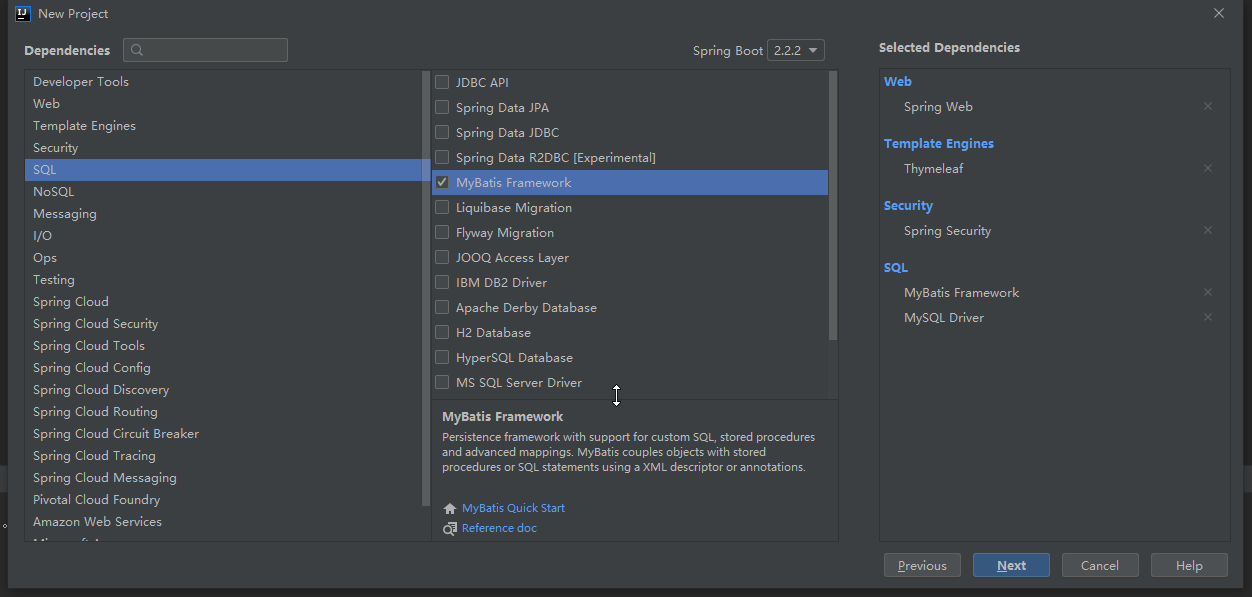 New Project
Dependencies
Spring Boot 2.2.2
Selected Dependencies
Developer Tools
Web
Template Engines
Security
SQL
NoSQL
Messaging
I/O
Ops
Testing
Spring Cloud
Spring Cloud Security
Spring Cloud Tools
Spring Cloud Config
Spring Cloud Discovery
Spring Cloud Routing
Spring Cloud Circuit Breaker
Spring Cloud Tracing
Spring Cloud Messaging
Pivotal Cloud Foundry
Amazon Web Services
JDBC API
Spring Data JPA
Spring Data JDBC
Spring Data R2DBC [Experimental]
MyBatis Framework
Liquibase Migration
Flyway Migration
JOOQ Access Layer
IBM DB2 Driver
Apache Derby Database
H2 Database
HyperSQL Database
MS SQL Server Driver
MyBatis Framework
Persistence framework with support for custom SQL, stored procedures
and advanced mappings. MyBatis couples objects with stored
procedures or SQL statements using a XML descriptor or annotations.
MyBatis Quick Start
Reference doc
Web
Spring Web
Template Engines
Thymeleaf
Security
Spring Security
SQL
MyBatis Framework
MySQL Driver
Previous
Next
Cancel
Help